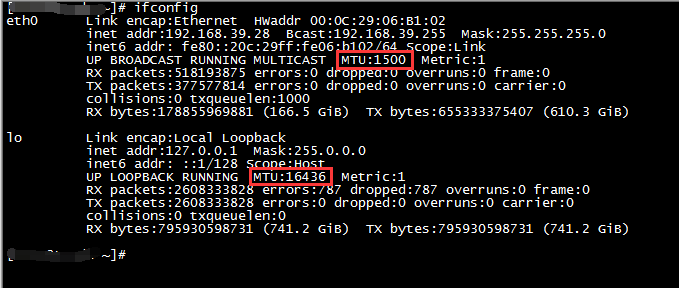 [ ~]# ifconfig
eth0 Link encap:Ethernet HWaddr 00:0C:29:06:B1:02
inet addr:192.168.39.28 Bcast:192.168.39.255 Mask:255.255.255.0
inet6 addr: fe80::20c:29ff:fe06:b102/64 Scope:Link
UP BROADCAST RUNNING MULTICAST MTU:1500 Metric:1
RX packets:518193875 errors:0 dropped:0 overruns:0 frame:0
TX packets:377577814 errors:0 dropped:0 overruns:0 carrier:0
collisions:0 txqueuelen:1000
RX bytes:178855969881 (166.5 GiB) TX bytes:655333375407 (610.3 GiB)
lo Link encap:Local Loopback
inet addr:127.0.0.1 Mask:255.0.0.0
inet6 addr: ::1/128 Scope:Host
UP LOOPBACK RUNNING MTU:16436 Metric:1
RX packets:2608333828 errors:787 dropped:787 overruns:0 frame:0
TX packets:2608333828 errors:0 dropped:0 overruns:0 carrier:0
collisions:0 txqueuelen:0
RX bytes:795930598731 (741.2 GiB) TX bytes:795930598731 (741.2 GiB)
[ ~]#